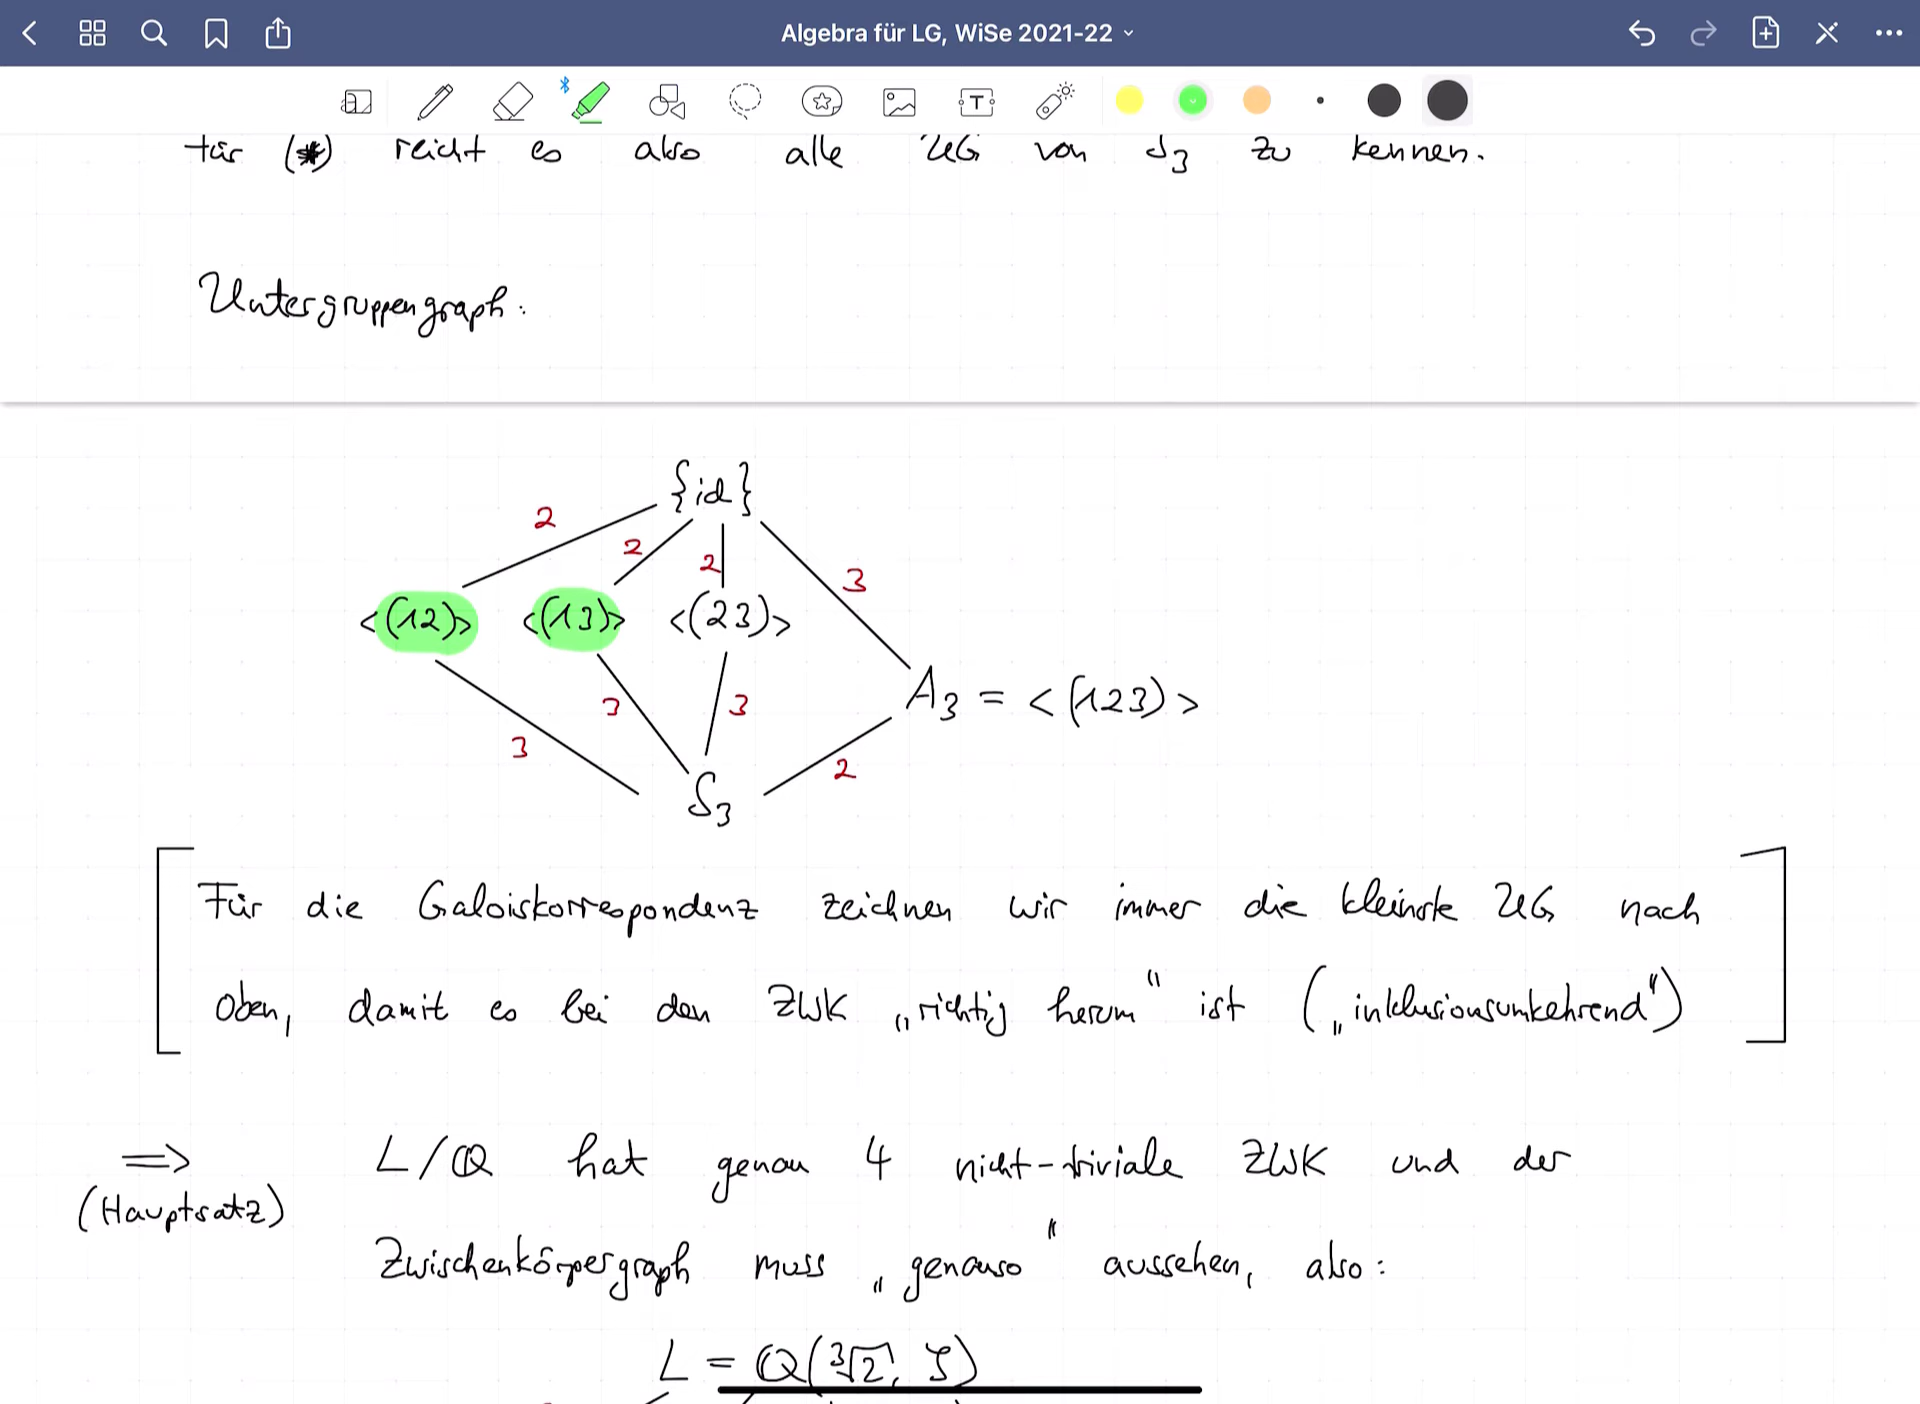 Algebra für LG, WiSe 2021-22
für (*) reicht es also alle UG von S3 zu kennen.
Untergruppengraph:
{id}
2
2
2
3
<(12)> <(13)> <(23)>
A3 = <(123)>
3
3
3
2
S3
Für die Galoiskorrespondenz zeichnen wir immer die kleinste UG nach
oben, damit es bei den ZWK „richtig herum" ist („inklusionsumkehrend")
=> L/ℚ hat genau 4 nicht-triviale ZWK und der
(Hauptsatz)
Zwischenkörpergraph muss „genauso" aussehen, also:
L = ℚ(∛2, ζ)